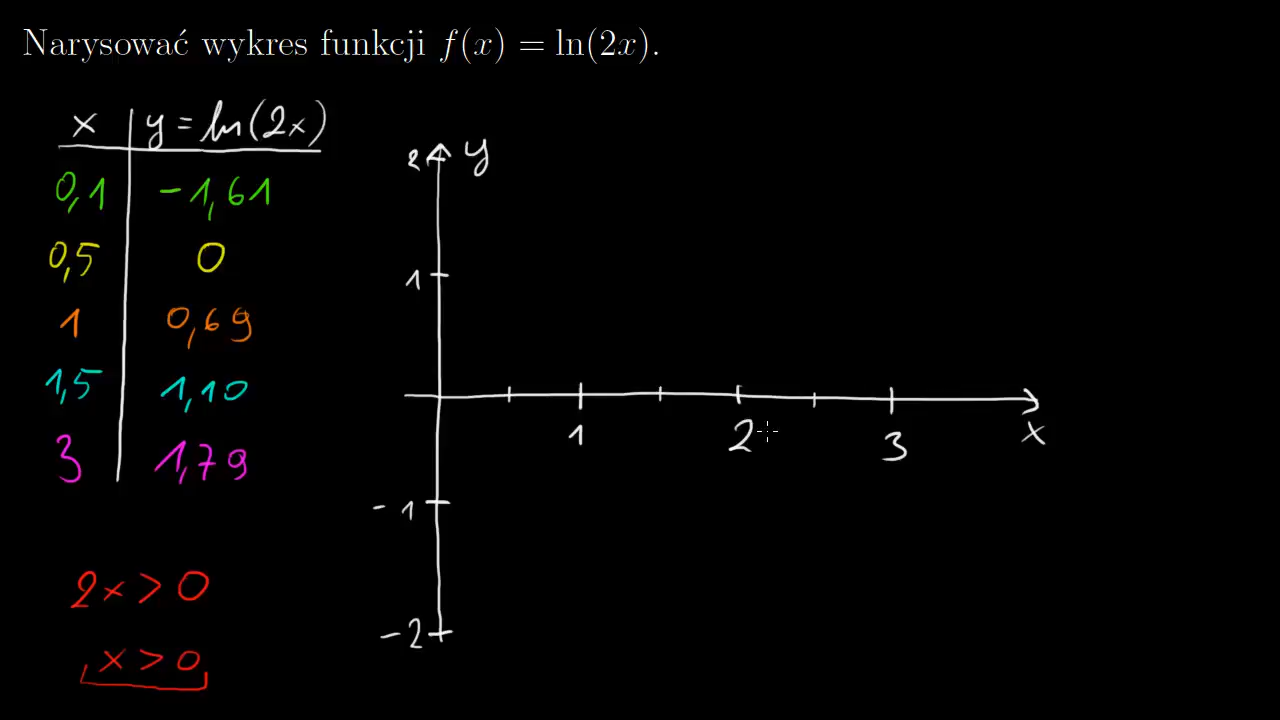 Narysować wykres funkcji f(x) = ln(2x).
x y = ln(2x)
0,1 -1,61
0,5 0
1 0,69
1,5 1,10
3 1,79
2x > 0
x > 0
2 y
1
1 2 3 x
-1
-2